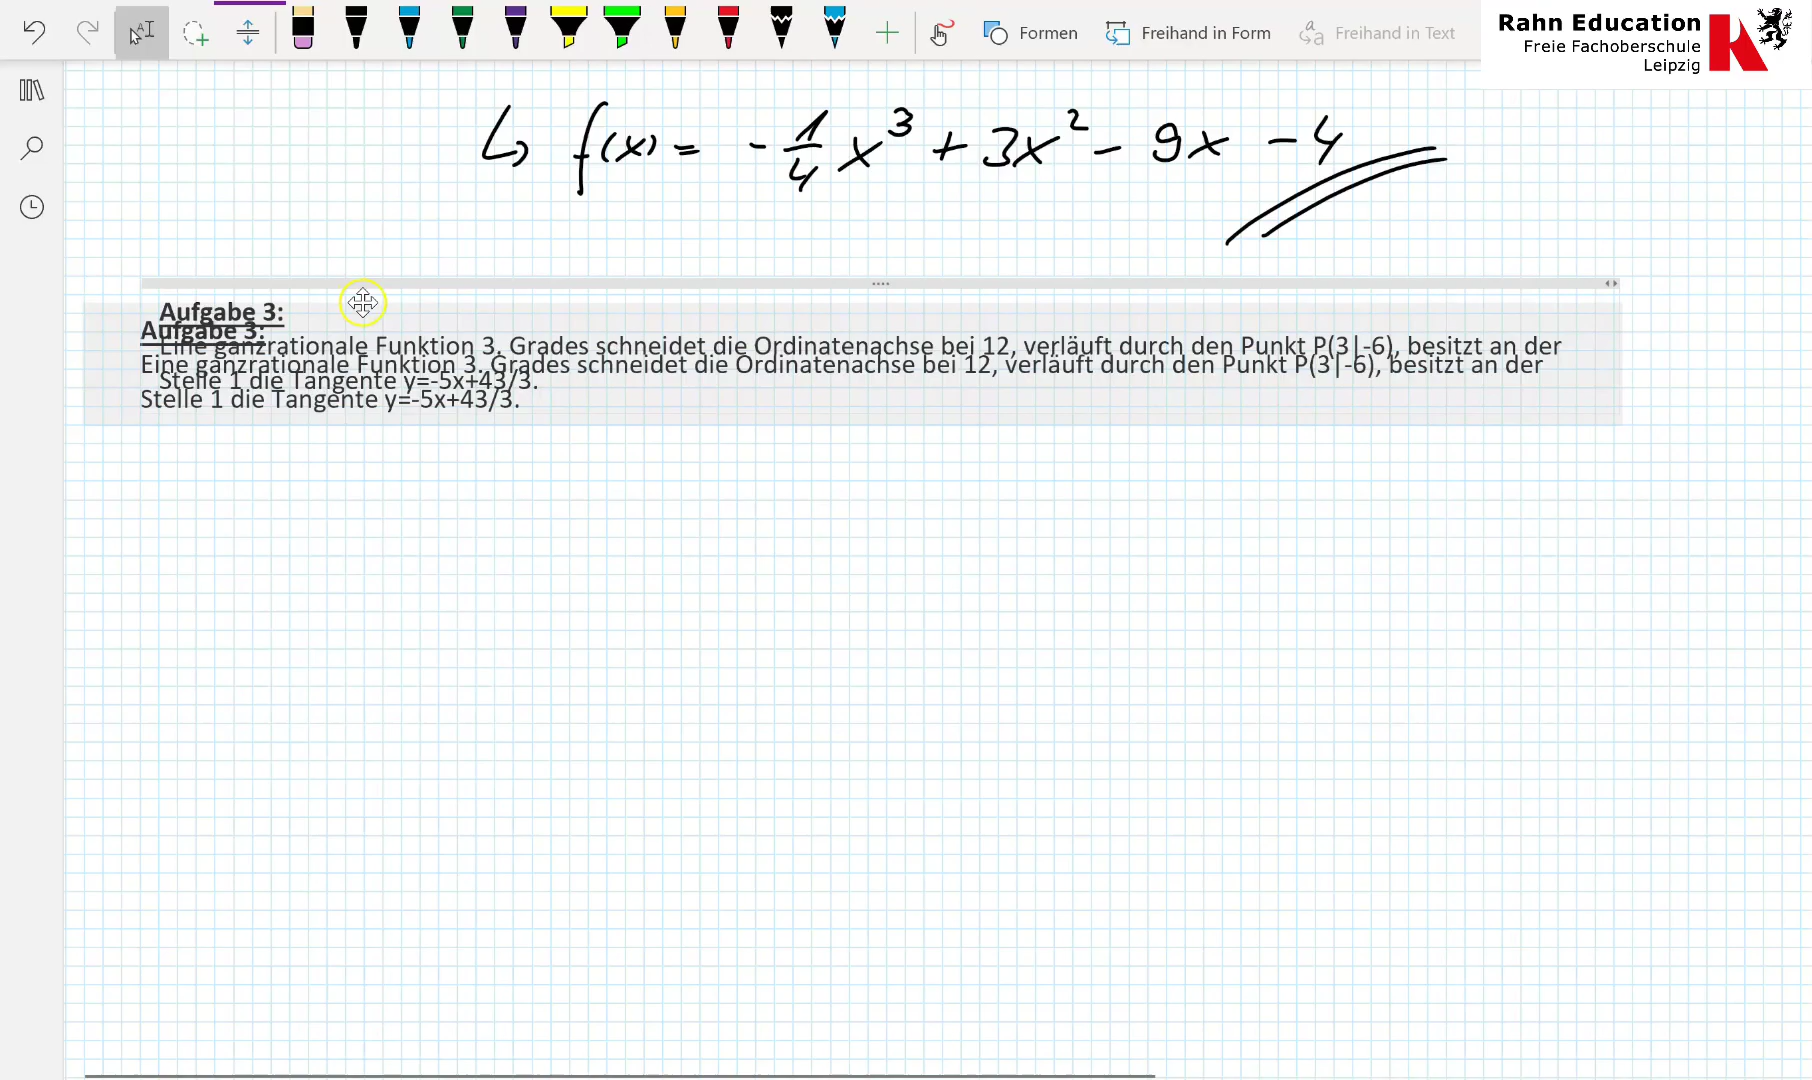 Formen
Freihand in Form
Freihand in Text
Rahn Education
Freie Fachoberschule
Leipzig
↳ f(x) = -1/4 x³ + 3x² - 9x - 4
Aufgabe 3:
Aufgabe 3:
Eine ganzrationale Funktion 3. Grades schneidet die Ordinatenachse bei 12, verläuft durch den Punkt P(3|-6), besitzt an der
Eine ganzrationale Funktion 3. Grades schneidet die Ordinatenachse bei 12, verläuft durch den Punkt P(3|-6), besitzt an der
Stelle 1 die Tangente y=-5x+43/3.
Stelle 1 die Tangente y=-5x+43/3.